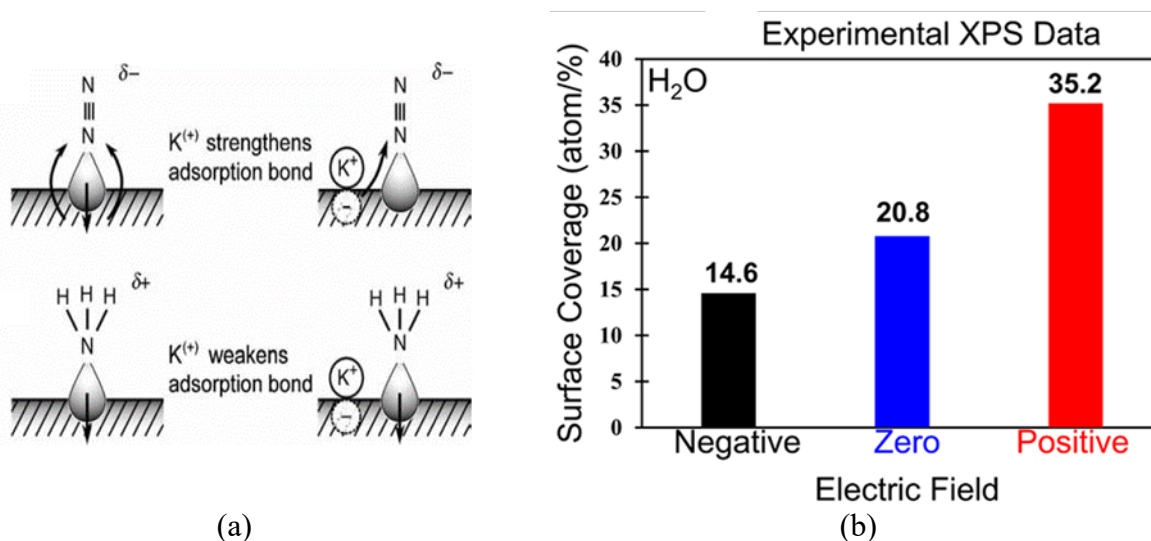 N δ−
|||
N
K(+) strengthens
adsorption bond
K+
−
N δ−
|||
N
H H H δ+
N
K(+) weakens
adsorption bond
K+
−
H H H δ+
N
(a)
Experimental XPS Data
H₂O
Surface Coverage (atom/%)
40
35
30
25
20
15
10
5
0
14.6
20.8
35.2
Negative Zero Positive
Electric Field
(b)